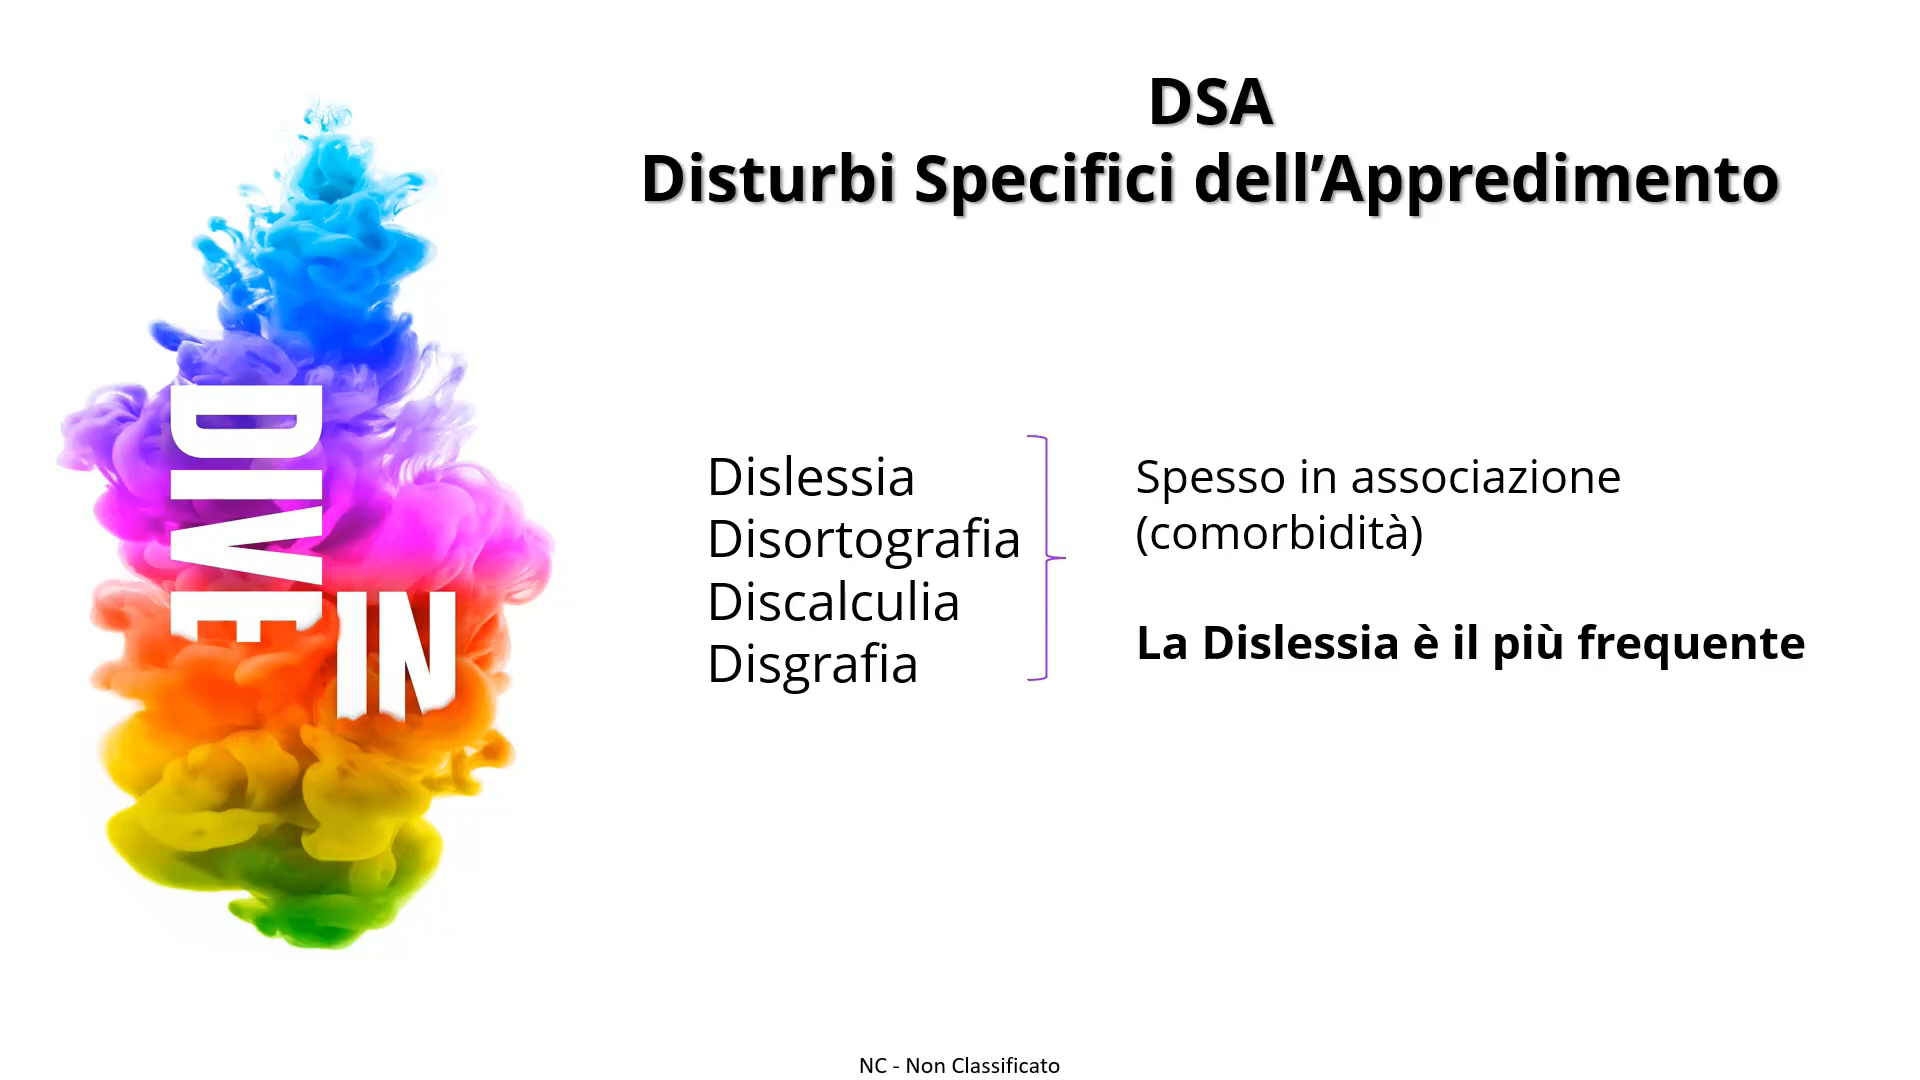 DSA
Disturbi Specifici dell’Appredimento
DIVE
IN
Dislessia
Disortografia
Discalculia
Disgrafia
Spesso in associazione
(comorbidità)
La Dislessia è il più frequente
NC - Non Classificato